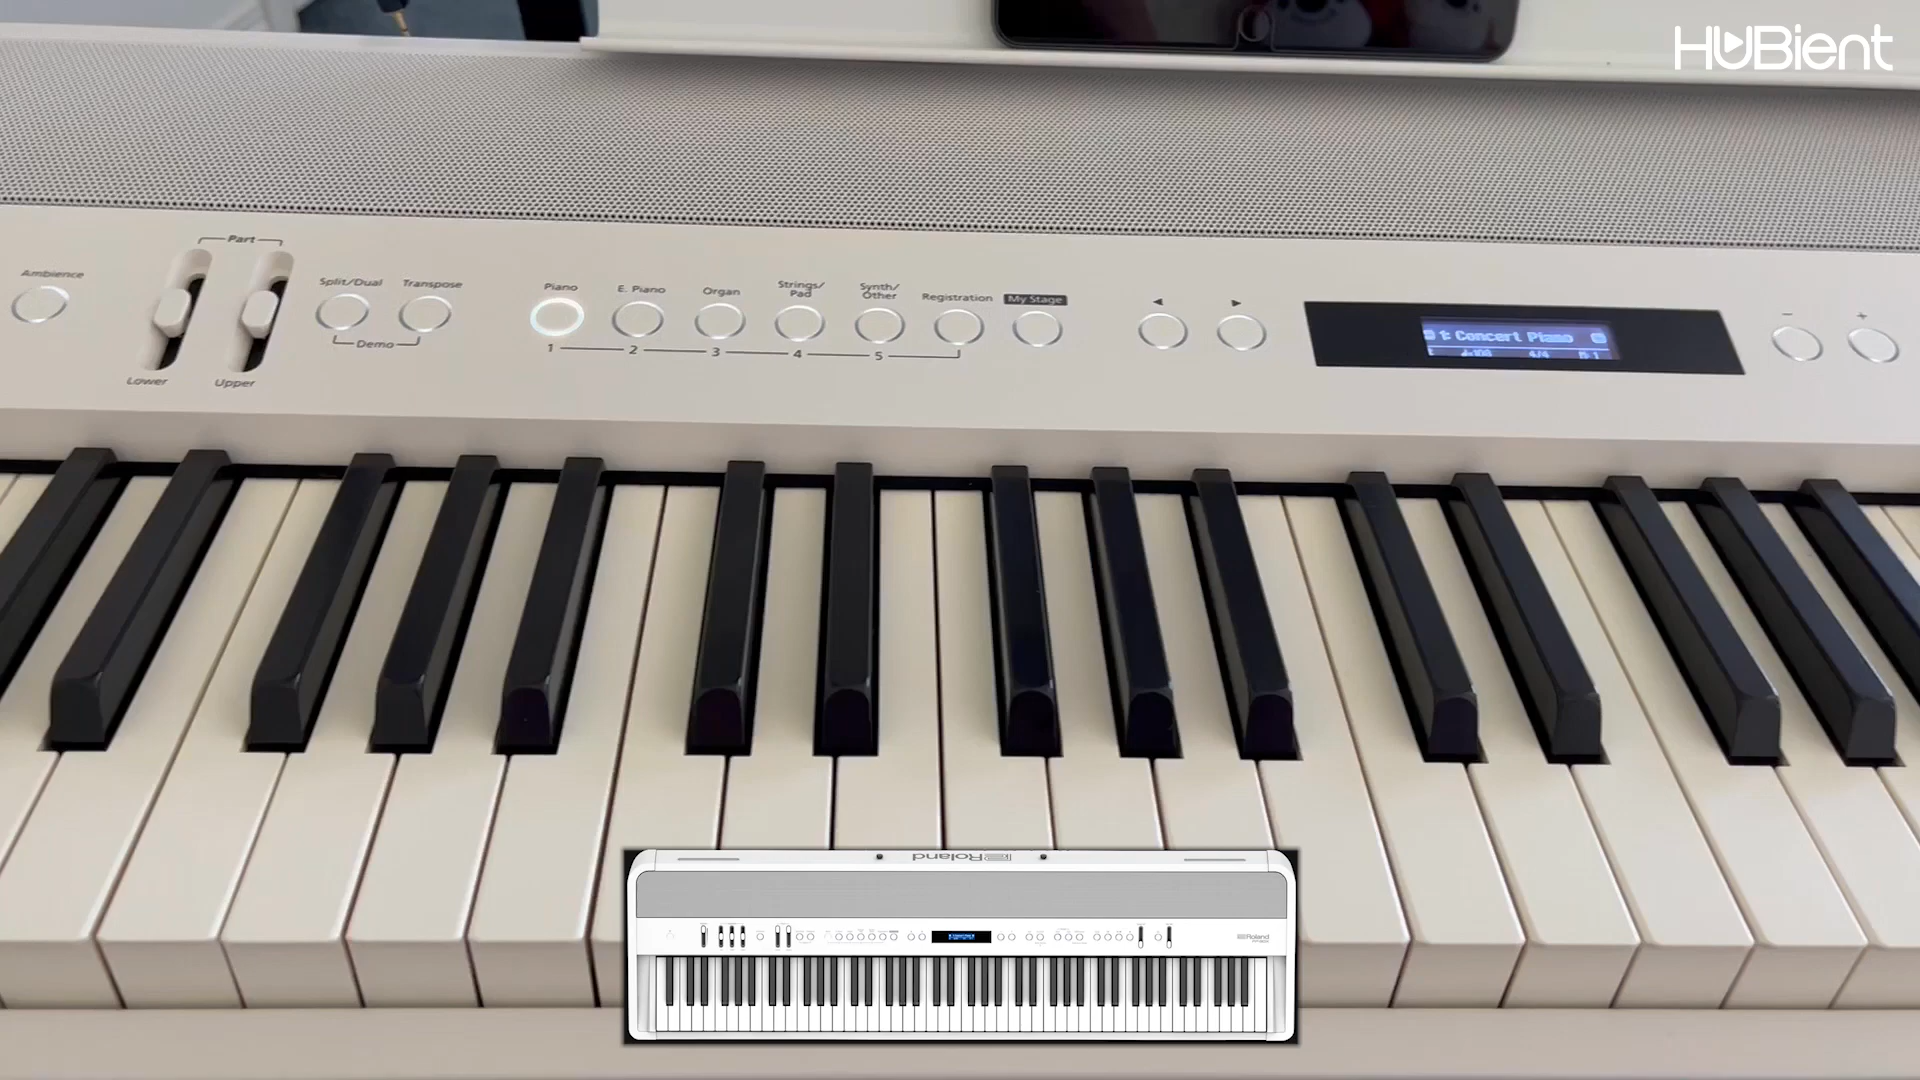 HUBient
Part
Ambience
Split/Dual
Transpose
Piano
E. Piano
Organ
Strings/
Pad
Synth/
Other
Registration
My Stage
◄
►
−
+
1: Concert Piano
4/4
Demo
1
2
3
4
5
Lower
Upper
Roland
Roland